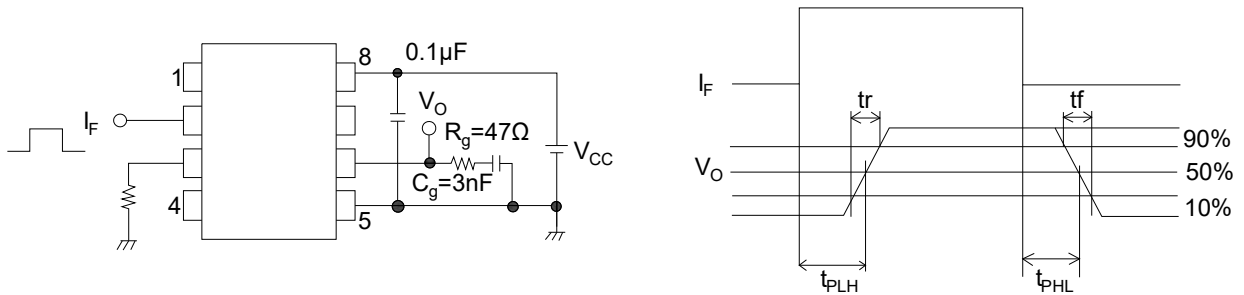 1
8
0.1µF
I_F
V_O
R_g=47Ω
V_CC
C_g=3nF
4
5
I_F
tr
tf
90%
V_O
50%
10%
t_PLH
t_PHL